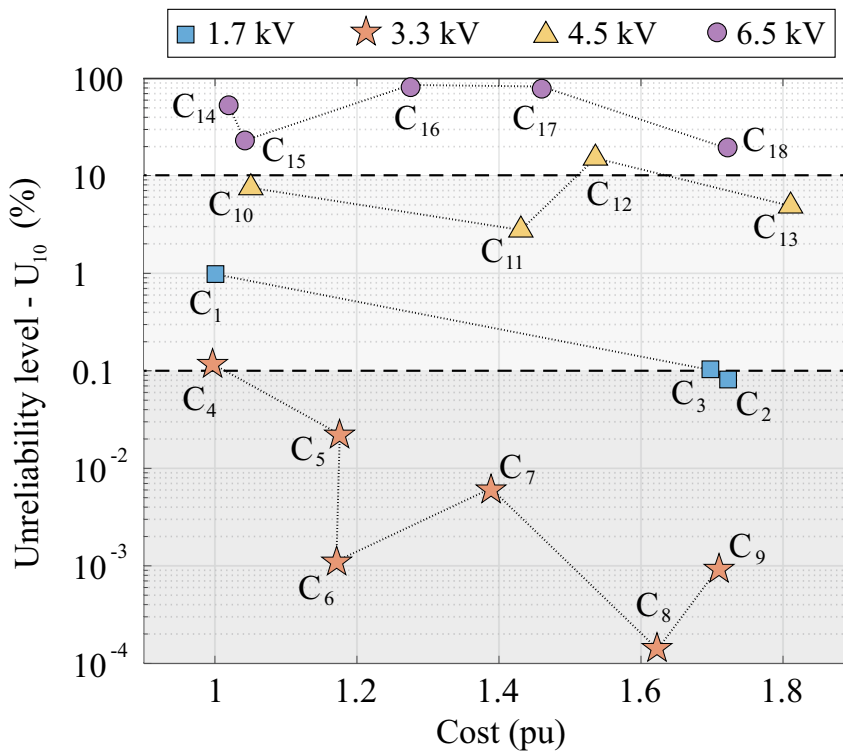 1.7 kV 3.3 kV 4.5 kV 6.5 kV
Unreliability level - U₁₀ (%)
100
10
1
0.1
10⁻²
10⁻³
10⁻⁴
C₁₄
C₁₅
C₁₆
C₁₇
C₁₈
C₁₀
C₁₁
C₁₂
C₁₃
C₁
C₃
C₂
C₄
C₅
C₆
C₇
C₈
C₉
1 1.2 1.4 1.6 1.8
Cost (pu)